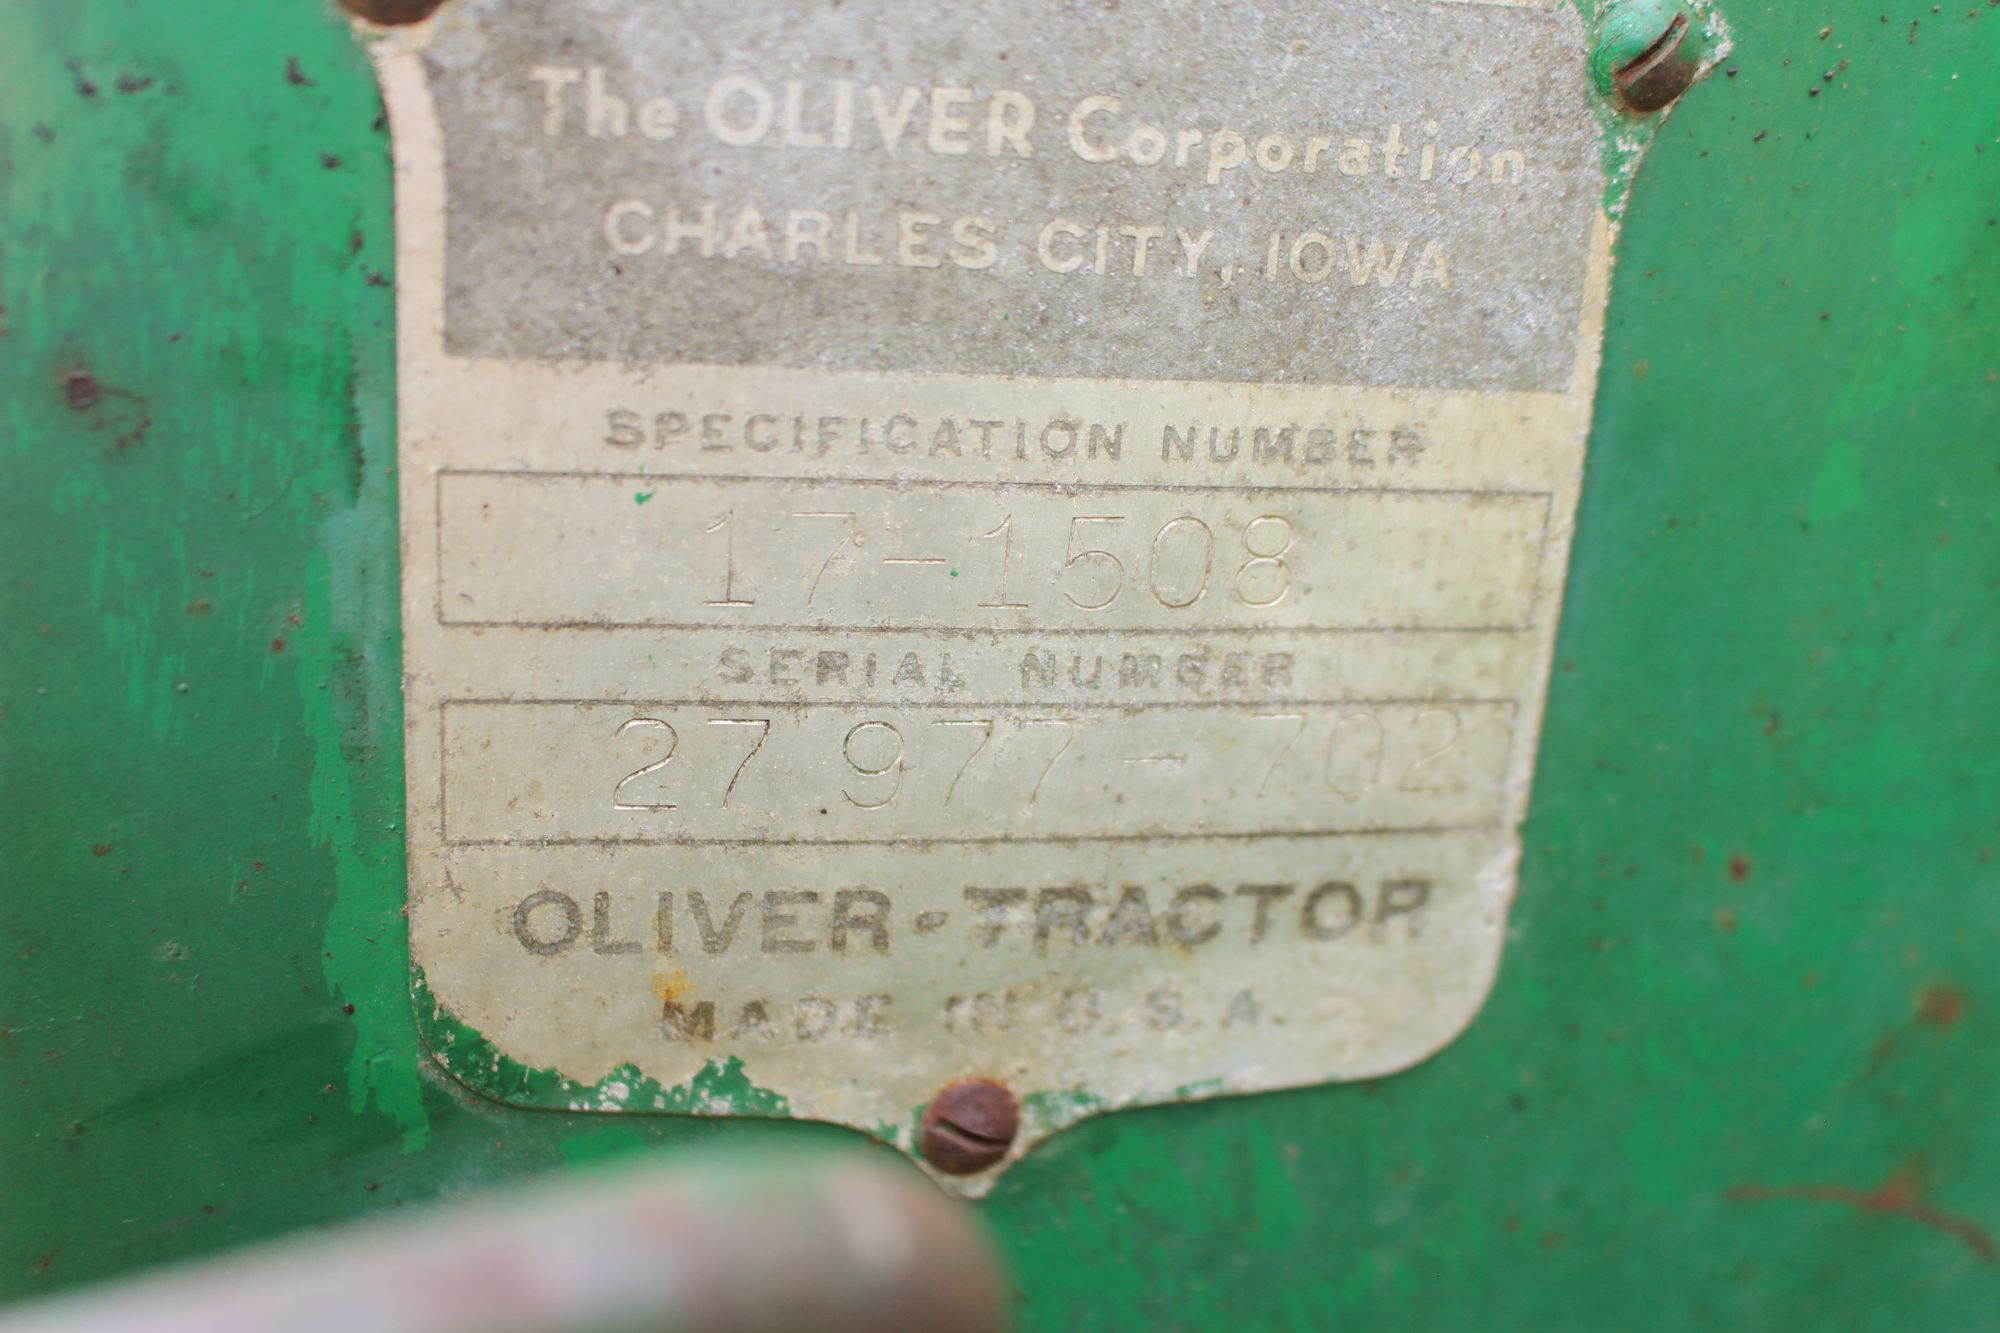 The OLIVER Corporation
CHARLES CITY, IOWA
SPECIFICATION NUMBER
17-1508
SERIAL NUMBER
27 977-702
OLIVER-TRACTOR
MADE IN U.S.A.